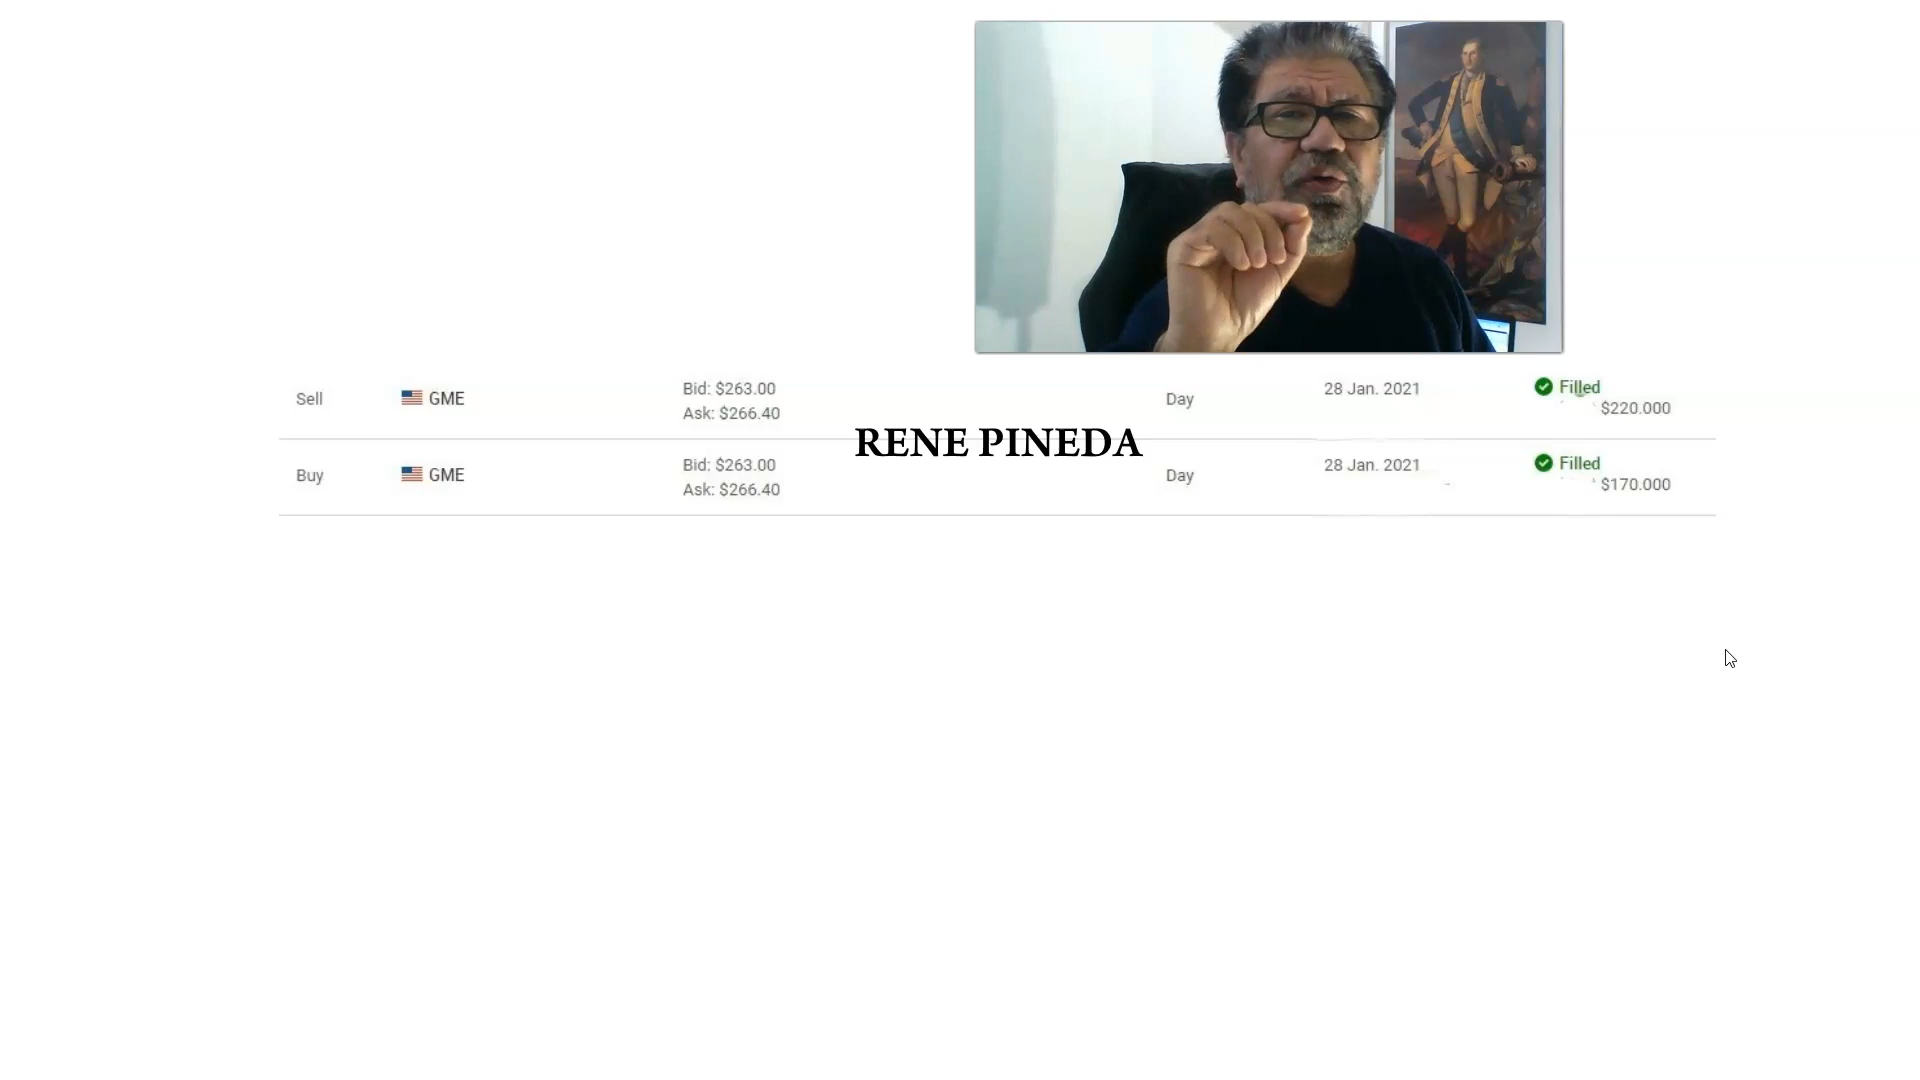 Sell GME Bid: $263.00 Day 28 Jan. 2021 Filled
Ask: $266.40 $220.000
RENE PINEDA
Buy GME Bid: $263.00 Day 28 Jan. 2021 Filled
Ask: $266.40 $170.000